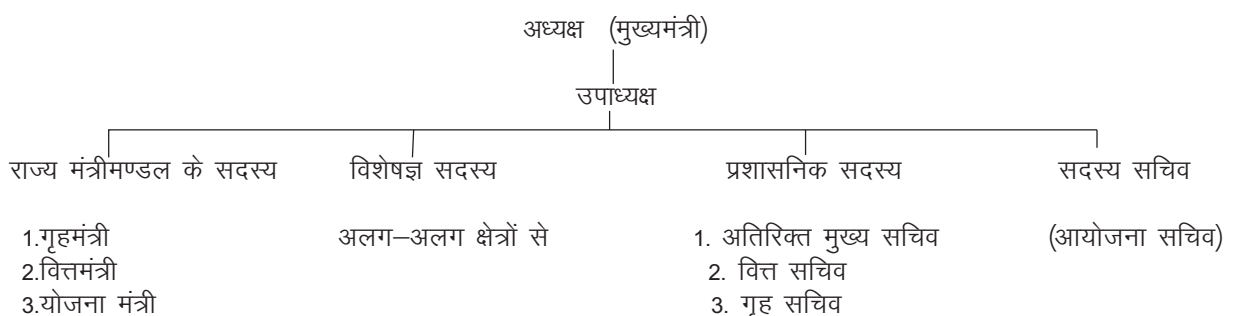 अध्यक्ष (मुख्यमंत्री)
उपाध्यक्ष
राज्य मंत्रीमण्डल के सदस्य विशेषज्ञ सदस्य प्रशासनिक सदस्य सदस्य सचिव
1.गृहमंत्री अलग–अलग क्षेत्रों से 1. अतिरिक्त मुख्य सचिव (आयोजना सचिव)
2.वित्तमंत्री 2. वित्त सचिव
3.योजना मंत्री 3. गृह सचिव